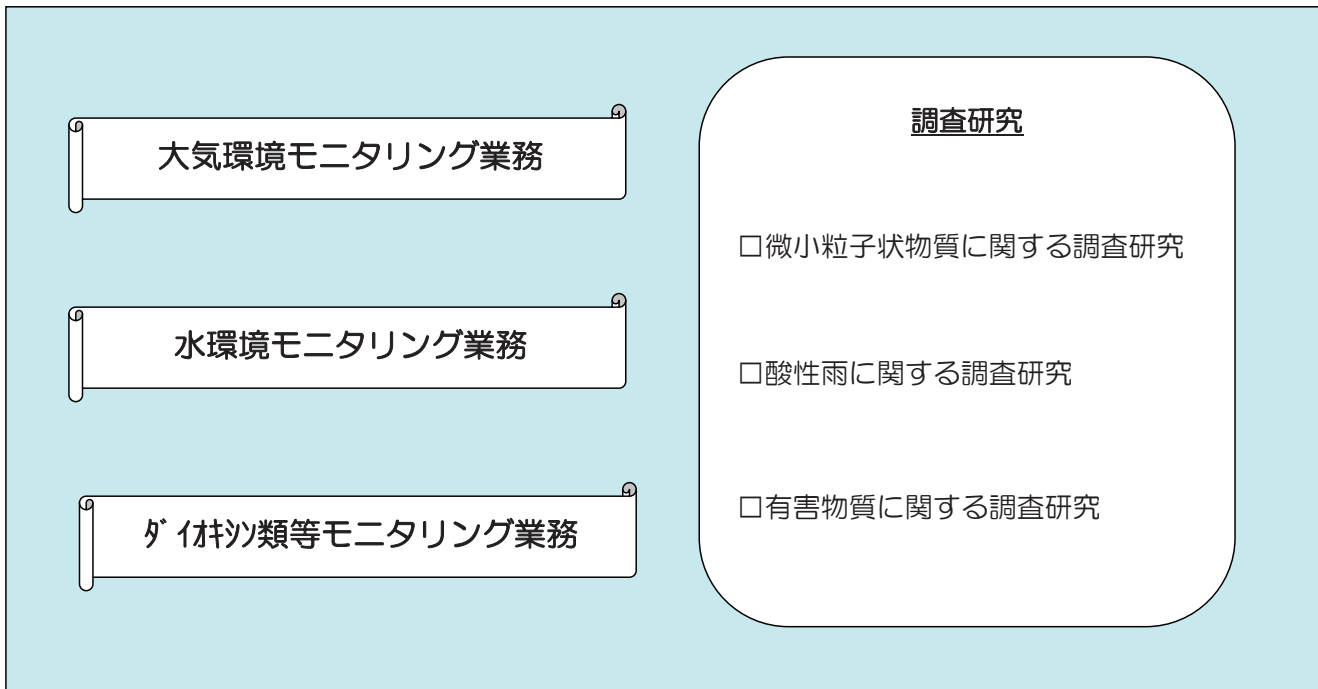 大気環境モニタリング業務
水環境モニタリング業務
ﾀﾞｲｵｷｼﾝ類等モニタリング業務
調査研究
□微小粒子状物質に関する調査研究
□酸性雨に関する調査研究
□有害物質に関する調査研究